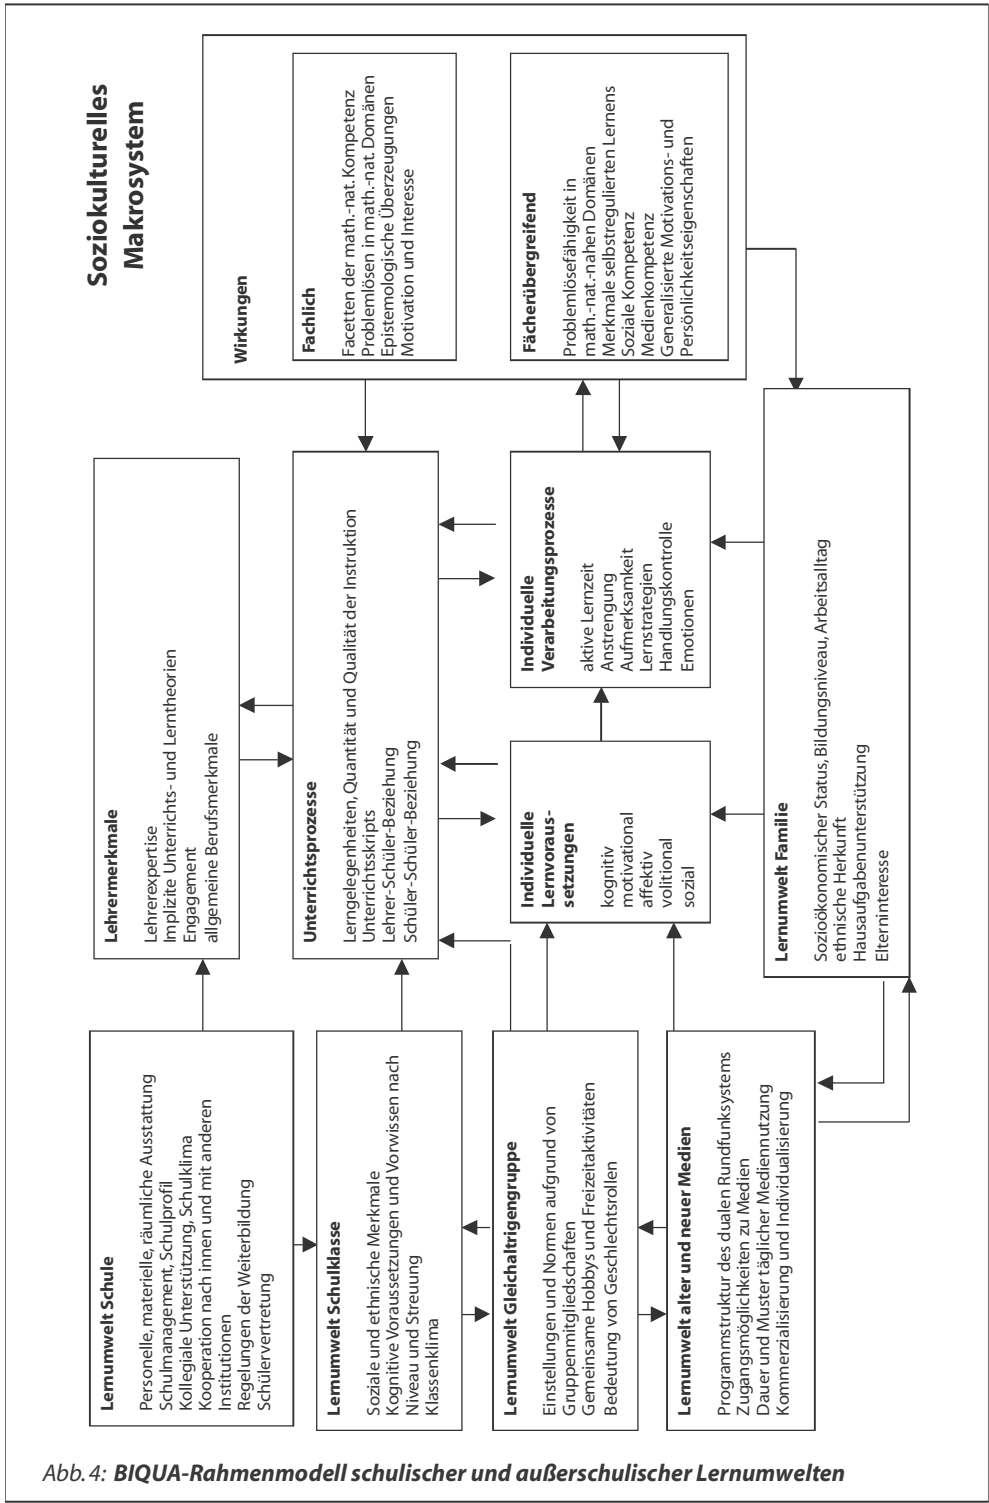 Soziokulturelles
Makrosystem
Lernumwelt Schule
Personelle, materielle, räumliche Ausstattung
Schulmanagement, Schulprofil
Kollegiale Unterstützung, Schulklima
Kooperation nach innen und mit anderen
Institutionen
Regelungen der Weiterbildung
Schülervertretung
Lernumwelt Schulklasse
Soziale und ethnische Merkmale
Kognitive Voraussetzungen und Vorwissen nach
Niveau und Streuung
Klassenklima
Lernumwelt Gleichaltrigengruppe
Einstellungen und Normen aufgrund von
Gruppenmitgliedschaften
Gemeinsame Hobbys und Freizeitaktivitäten
Bedeutung von Geschlechtsrollen
Lernumwelt alter und neuer Medien
Programmstruktur des dualen Rundfunksystems
Zugangsmöglichkeiten zu Medien
Dauer und Muster täglicher Mediennutzung
Kommerzialisierung und Individualisierung
Lehrermerkmale
Lehrerexpertise
Implizite Unterrichts- und Lerntheorien
Engagement
allgemeine Berufsmerkmale
Unterrichtsprozesse
Lerngelegenheiten, Quantität und Qualität der Instruktion
Unterrichtsskripts
Lehrer-Schüler-Beziehung
Schüler-Schüler-Beziehung
Individuelle
Lernvoraus-
setzungen
kognitiv
motivational
affektiv
volitional
sozial
Individuelle
Verarbeitungsprozesse
aktive Lernzeit
Anstrengung
Aufmerksamkeit
Lernstrategien
Handlungskontrolle
Emotionen
Lernumwelt Familie
Sozioökonomischer Status, Bildungsniveau, Arbeitsalltag
ethnische Herkunft
Hausaufgabenunterstützung
Elterninteresse
Wirkungen
Fachlich
Facetten der math.-nat. Kompetenz
Problemlösen in math.-nat. Domänen
Epistemologische Überzeugungen
Motivation und Interesse
Fächerübergreifend
Problemlösefähigkeit in
math.-nat.-nahen Domänen
Merkmale selbstregulierten Lernens
Soziale Kompetenz
Medienkompetenz
Generalisierte Motivations- und
Persönlichkeitseigenschaften
Abb. 4: BIQUA-Rahmenmodell schulischer und außerschulischer Lernumwelten